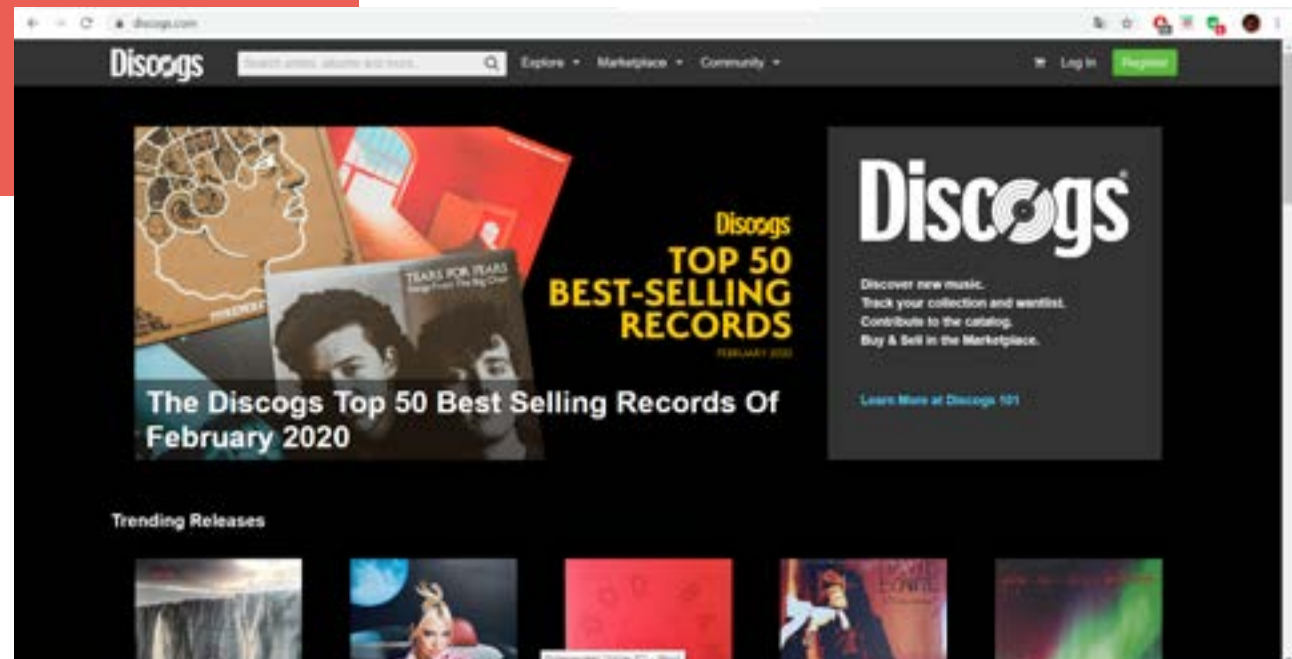 discogs.com
Discogs
Search artists, albums and more...
Explore
Marketplace
Community
Log In
Register
TEARS FOR FEARS
Songs From The Big Chair
Discogs
TOP 50
BEST-SELLING
RECORDS
FEBRUARY 2020
The Discogs Top 50 Best Selling Records Of
February 2020
Discogs
Discover new music.
Track your collection and wantlist.
Contribute to the catalog.
Buy & Sell in the Marketplace.
Learn More at Discogs 101
Trending Releases